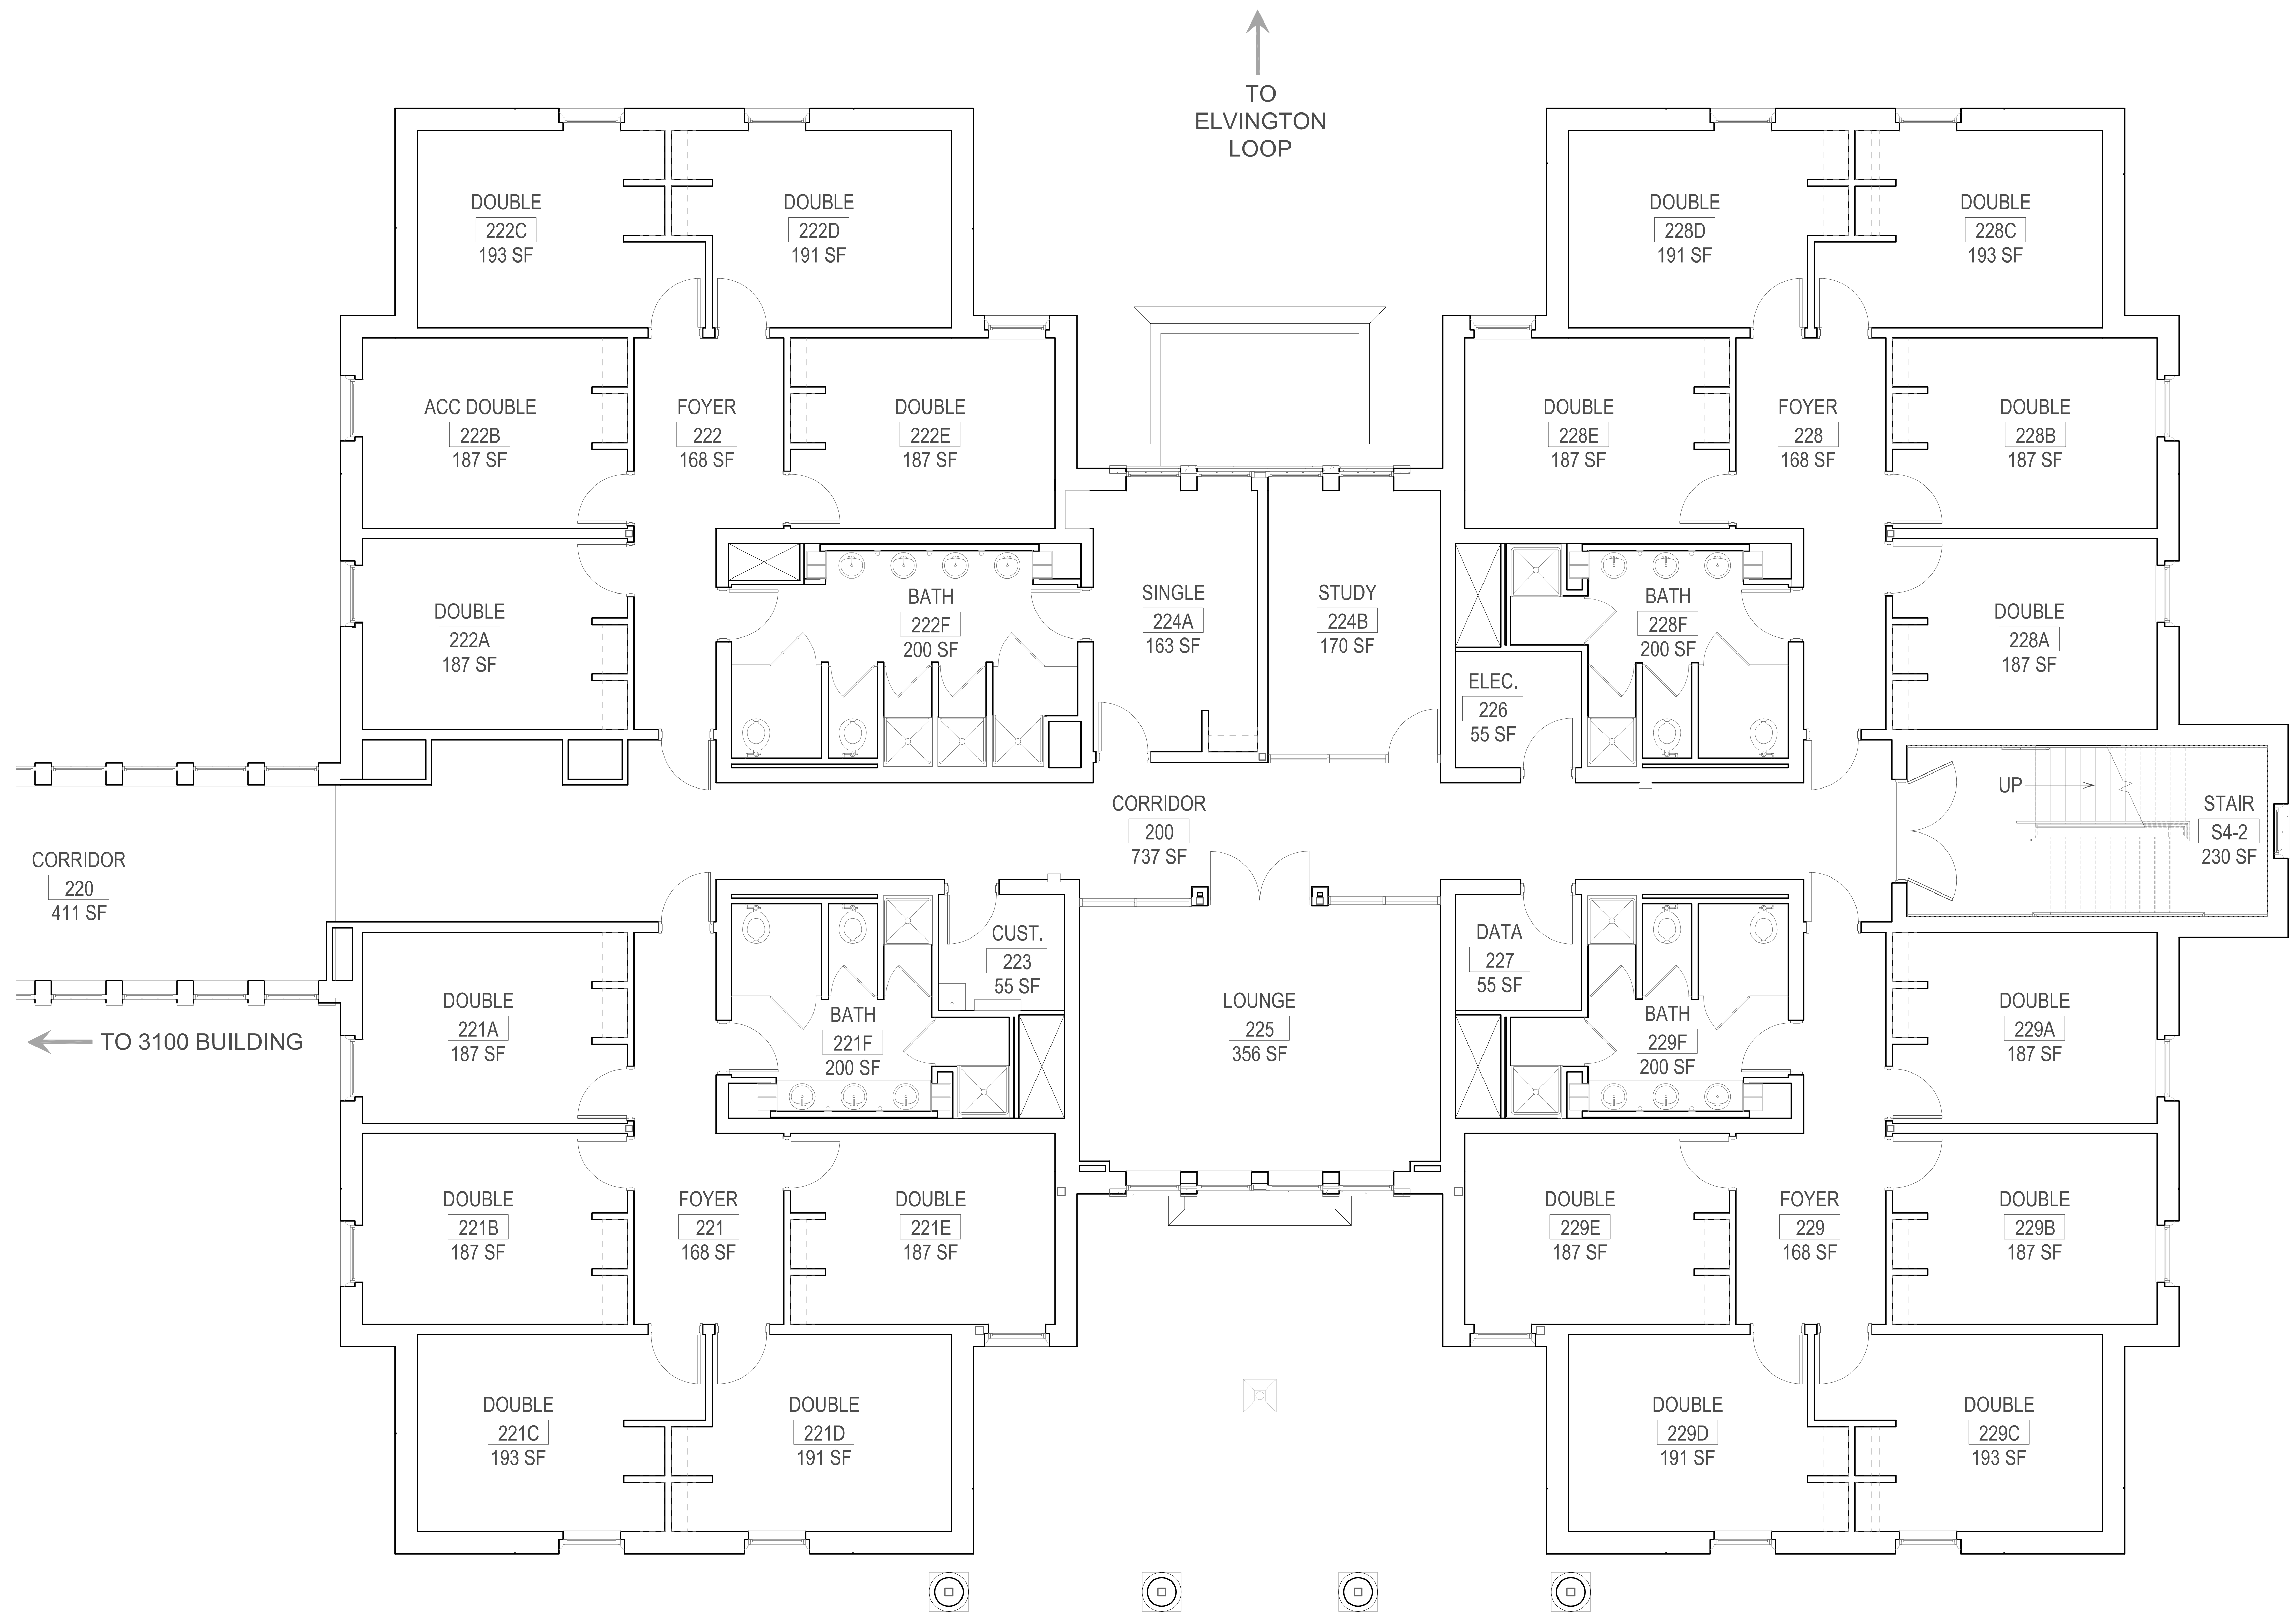 TO
ELVINGTON
LOOP
DOUBLE
222C
193 SF
DOUBLE
222D
191 SF
DOUBLE
228D
191 SF
DOUBLE
228C
193 SF
ACC DOUBLE
222B
187 SF
FOYER
222
168 SF
DOUBLE
222E
187 SF
DOUBLE
228E
187 SF
FOYER
228
168 SF
DOUBLE
228B
187 SF
DOUBLE
222A
187 SF
BATH
222F
200 SF
SINGLE
224A
163 SF
STUDY
224B
170 SF
BATH
228F
200 SF
DOUBLE
228A
187 SF
ELEC.
226
55 SF
CORRIDOR
220
411 SF
CORRIDOR
200
737 SF
UP
STAIR
S4-2
230 SF
TO 3100 BUILDING
DOUBLE
221A
187 SF
BATH
221F
200 SF
CUST.
223
55 SF
LOUNGE
225
356 SF
DATA
227
55 SF
BATH
229F
200 SF
DOUBLE
229A
187 SF
DOUBLE
221B
187 SF
FOYER
221
168 SF
DOUBLE
221E
187 SF
DOUBLE
229E
187 SF
FOYER
229
168 SF
DOUBLE
229B
187 SF
DOUBLE
221C
193 SF
DOUBLE
221D
191 SF
DOUBLE
229D
191 SF
DOUBLE
229C
193 SF